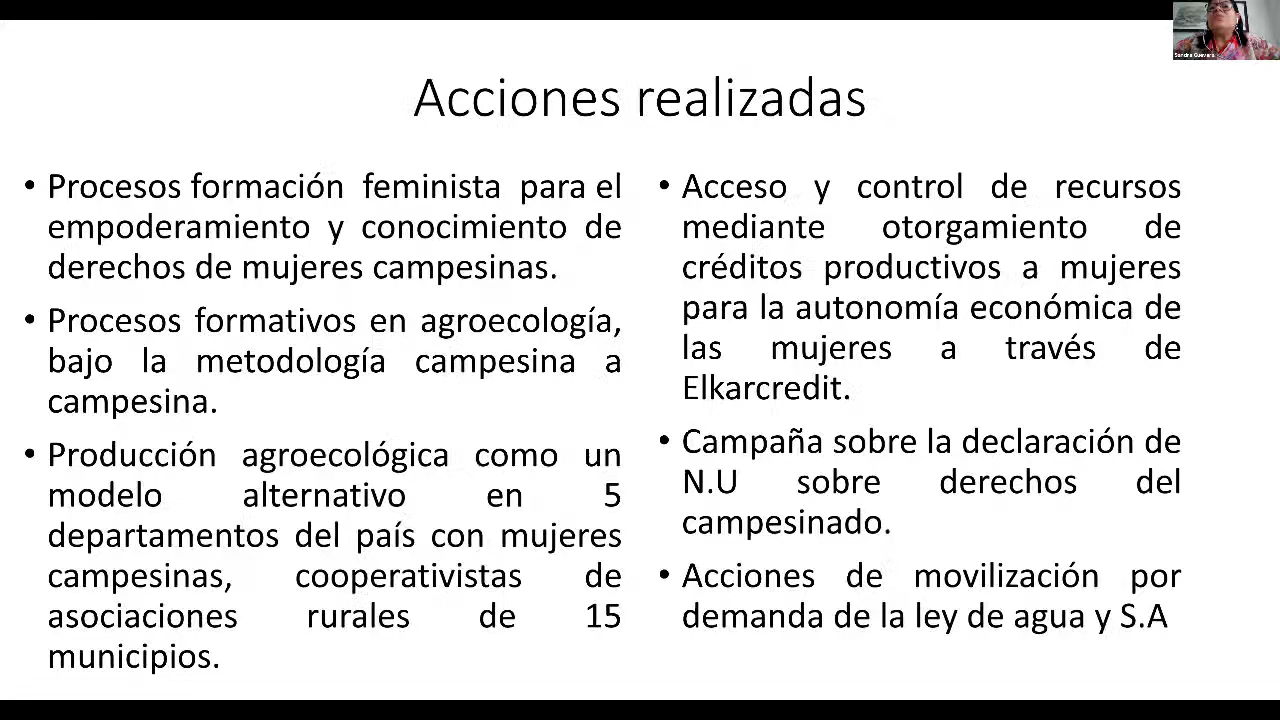 Acciones realizadas
• Procesos formación feminista para el
empoderamiento y conocimiento de
derechos de mujeres campesinas.
• Procesos formativos en agroecología,
bajo la metodología campesina a
campesina.
• Producción agroecológica como un
modelo alternativo en 5
departamentos del país con mujeres
campesinas, cooperativistas de
asociaciones rurales de 15
municipios.
• Acceso y control de recursos
mediante otorgamiento de
créditos productivos a mujeres
para la autonomía económica de
las mujeres a través de
Elkarcredit.
• Campaña sobre la declaración de
N.U sobre derechos del
campesinado.
• Acciones de movilización por
demanda de la ley de agua y S.A
Sandra Guevara